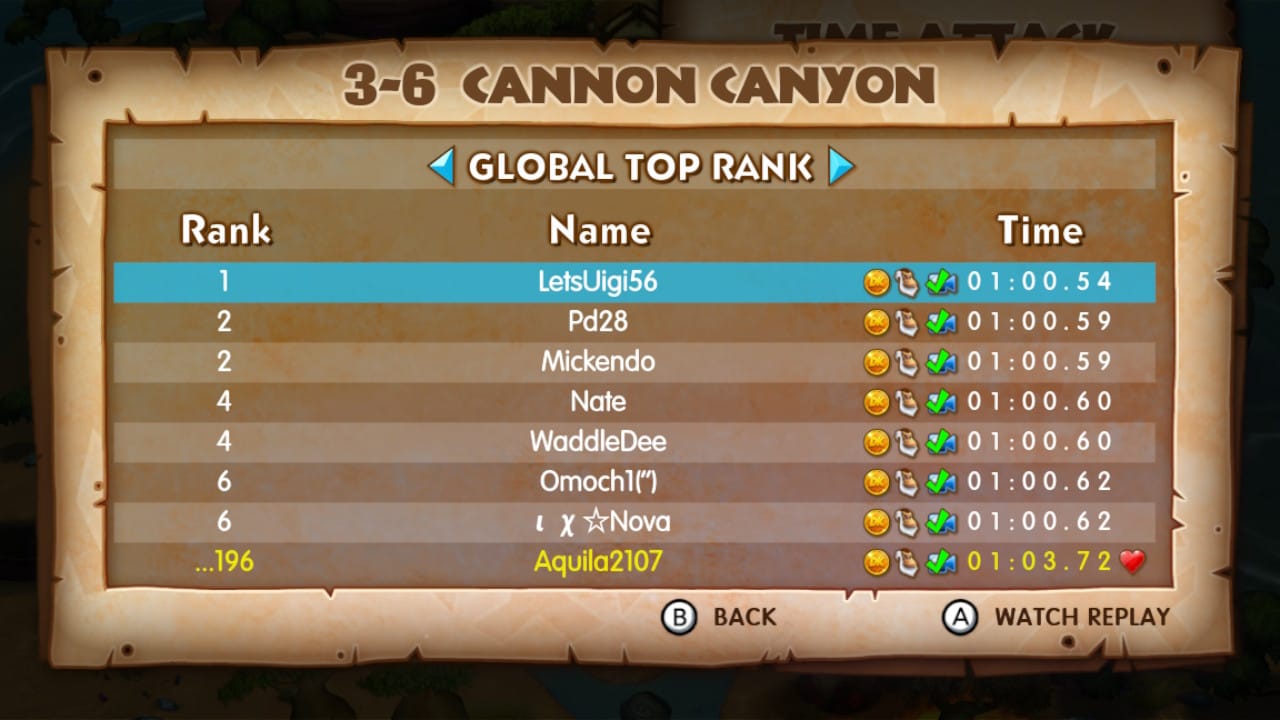 TIME ATTACK
3-6 CANNON CANYON
GLOBAL TOP RANK
Rank Name Time
1 LetsUigi56 01:00.54
2 Pd28 01:00.59
2 Mickendo 01:00.59
4 Nate 01:00.60
4 WaddleDee 01:00.60
6 Omoch1(”) 01:00.62
6 ι χ ☆Nova 01:00.62
...196 Aquila2107 01:03.72
B BACK A WATCH REPLAY